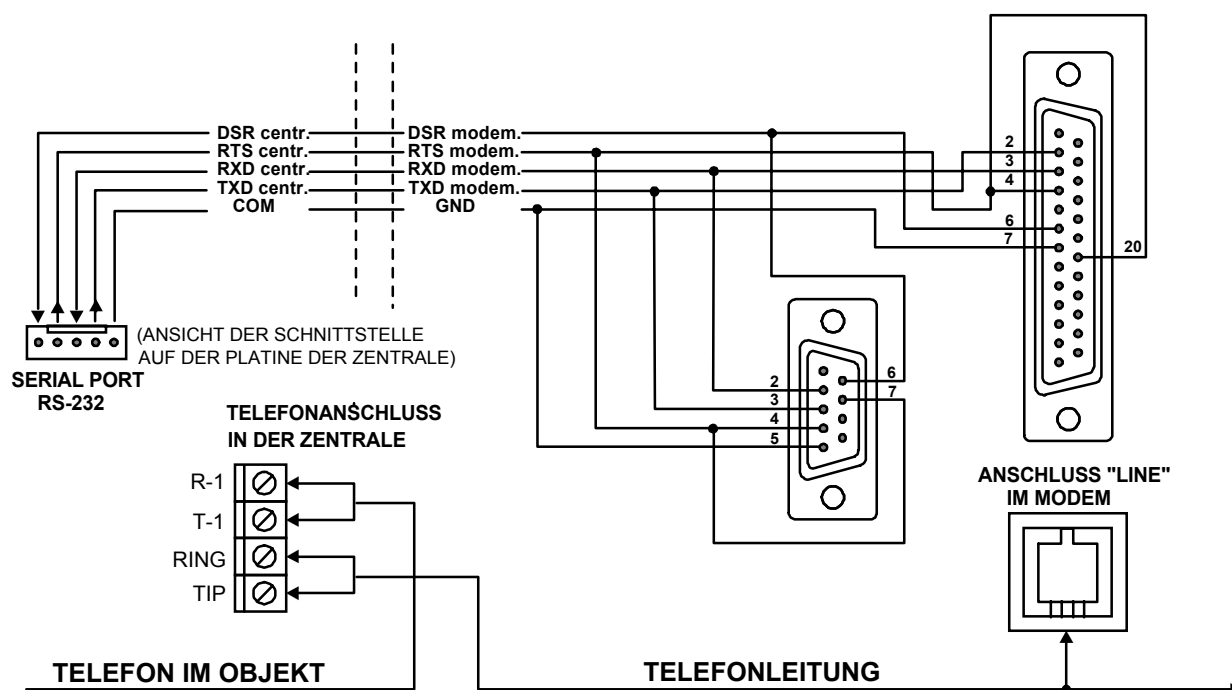 DSR centr. DSR modem.
RTS centr. RTS modem.
RXD centr. RXD modem.
TXD centr. TXD modem.
COM GND
2
3
4
6
7
20
(ANSICHT DER SCHNITTSTELLE
AUF DER PLATINE DER ZENTRALE)
SERIAL PORT
RS-232
2
3
4
5
6
7
TELEFONANSCHLUSS
IN DER ZENTRALE
R-1
T-1
RING
TIP
ANSCHLUSS "LINE"
IM MODEM
TELEFON IM OBJEKT
TELEFONLEITUNG